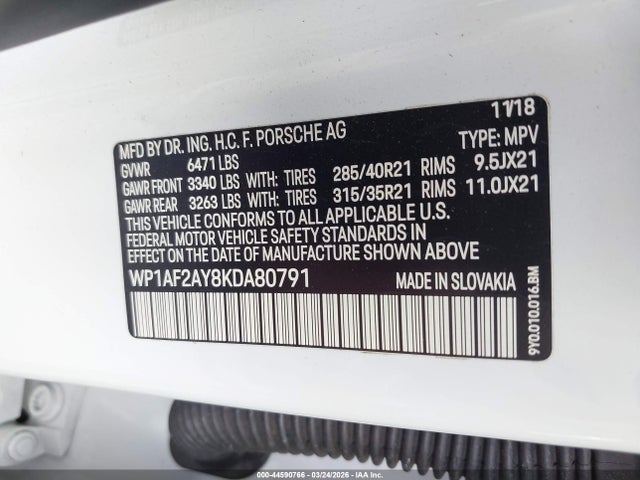 11/18
MFD BY DR. ING. H.C. F. PORSCHE AG
GVWR 6471 LBS TYPE: MPV
GAWR FRONT 3340 LBS WITH: TIRES 285/40R21 RIMS 9.5JX21
GAWR REAR 3263 LBS WITH: TIRES 315/35R21 RIMS 11.0JX21
THIS VEHICLE CONFORMS TO ALL APPLICABLE U.S.
FEDERAL MOTOR VEHICLE SAFETY STANDARDS IN
EFFECT ON THE DATE OF MANUFACTURE SHOWN ABOVE
WP1AF2AY8KDA80791 MADE IN SLOVAKIA
9Y0.010.016.BM
000-44590766 - 03/24/2026 - IAA Inc.